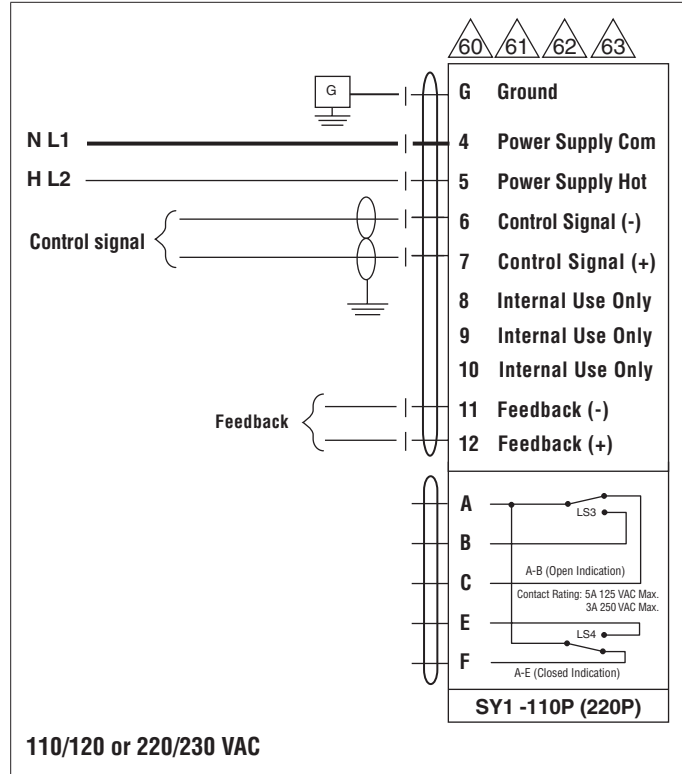 60 61 62 63
G
G Ground
N L1
4 Power Supply Com
H L2
5 Power Supply Hot
6 Control Signal (-)
Control signal
7 Control Signal (+)
8 Internal Use Only
9 Internal Use Only
10 Internal Use Only
11 Feedback (-)
Feedback
12 Feedback (+)
A
LS3
B
A-B (Open Indication)
C
Contact Rating: 5A 125 VAC Max.
3A 250 VAC Max.
E
LS4
F
A-E (Closed Indication)
SY1 -110P (220P)
110/120 or 220/230 VAC